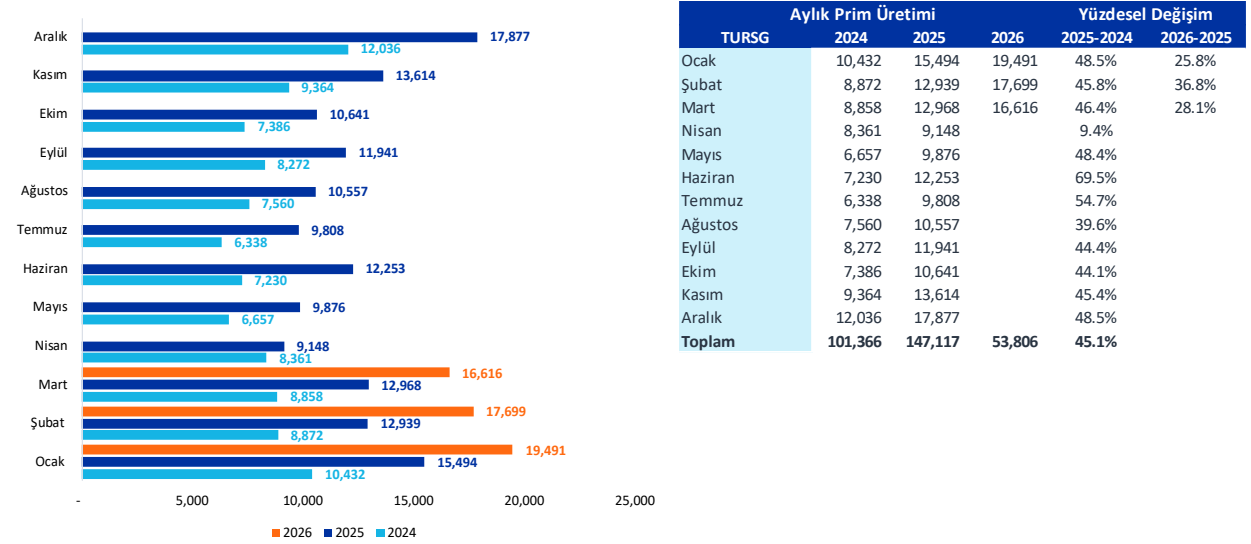 Aralık 17,877
12,036
Kasım 13,614
9,364
Ekim 10,641
7,386
Eylül 11,941
8,272
Ağustos 10,557
7,560
Temmuz 9,808
6,338
Haziran 12,253
7,230
Mayıs 9,876
6,657
Nisan 9,148
8,361
16,616
Mart 12,968
8,858
17,699
Şubat 12,939
8,872
19,491
Ocak 15,494
10,432
- 5,000 10,000 15,000 20,000 25,000
2026 2025 2024
Aylık Prim Üretimi Yüzdesel Değişim
TURSG 2024 2025 2026 2025-2024 2026-2025
Ocak 10,432 15,494 19,491 48.5% 25.8%
Şubat 8,872 12,939 17,699 45.8% 36.8%
Mart 8,858 12,968 16,616 46.4% 28.1%
Nisan 8,361 9,148 9.4%
Mayıs 6,657 9,876 48.4%
Haziran 7,230 12,253 69.5%
Temmuz 6,338 9,808 54.7%
Ağustos 7,560 10,557 39.6%
Eylül 8,272 11,941 44.4%
Ekim 7,386 10,641 44.1%
Kasım 9,364 13,614 45.4%
Aralık 12,036 17,877 48.5%
Toplam 101,366 147,117 53,806 45.1%